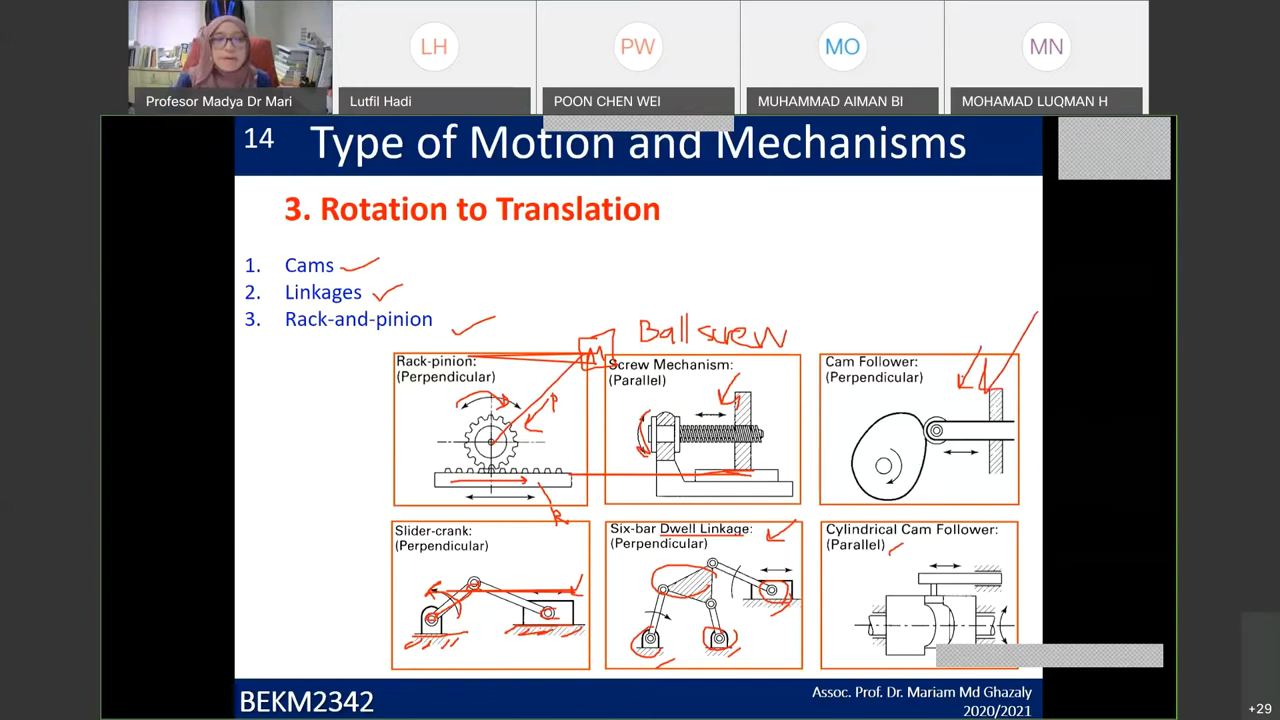 LH
PW
MO
MN
Profesor Madya Dr Mari
Lutfil Hadi
POON CHEN WEI
MUHAMMAD AIMAN BI
MOHAMAD LUQMAN H
14
Type of Motion and Mechanisms
3. Rotation to Translation
1. Cams
2. Linkages
3. Rack-and-pinion
Ball screw
M
Rack-pinion:
(Perpendicular)
Screw Mechanism:
(Parallel)
Cam Follower:
(Perpendicular)
P
R
Slider-crank:
(Perpendicular)
Six-bar Dwell Linkage:
(Perpendicular)
Cylindrical Cam Follower:
(Parallel)
BEKM2342
Assoc. Prof. Dr. Mariam Md Ghazaly
2020/2021
+29